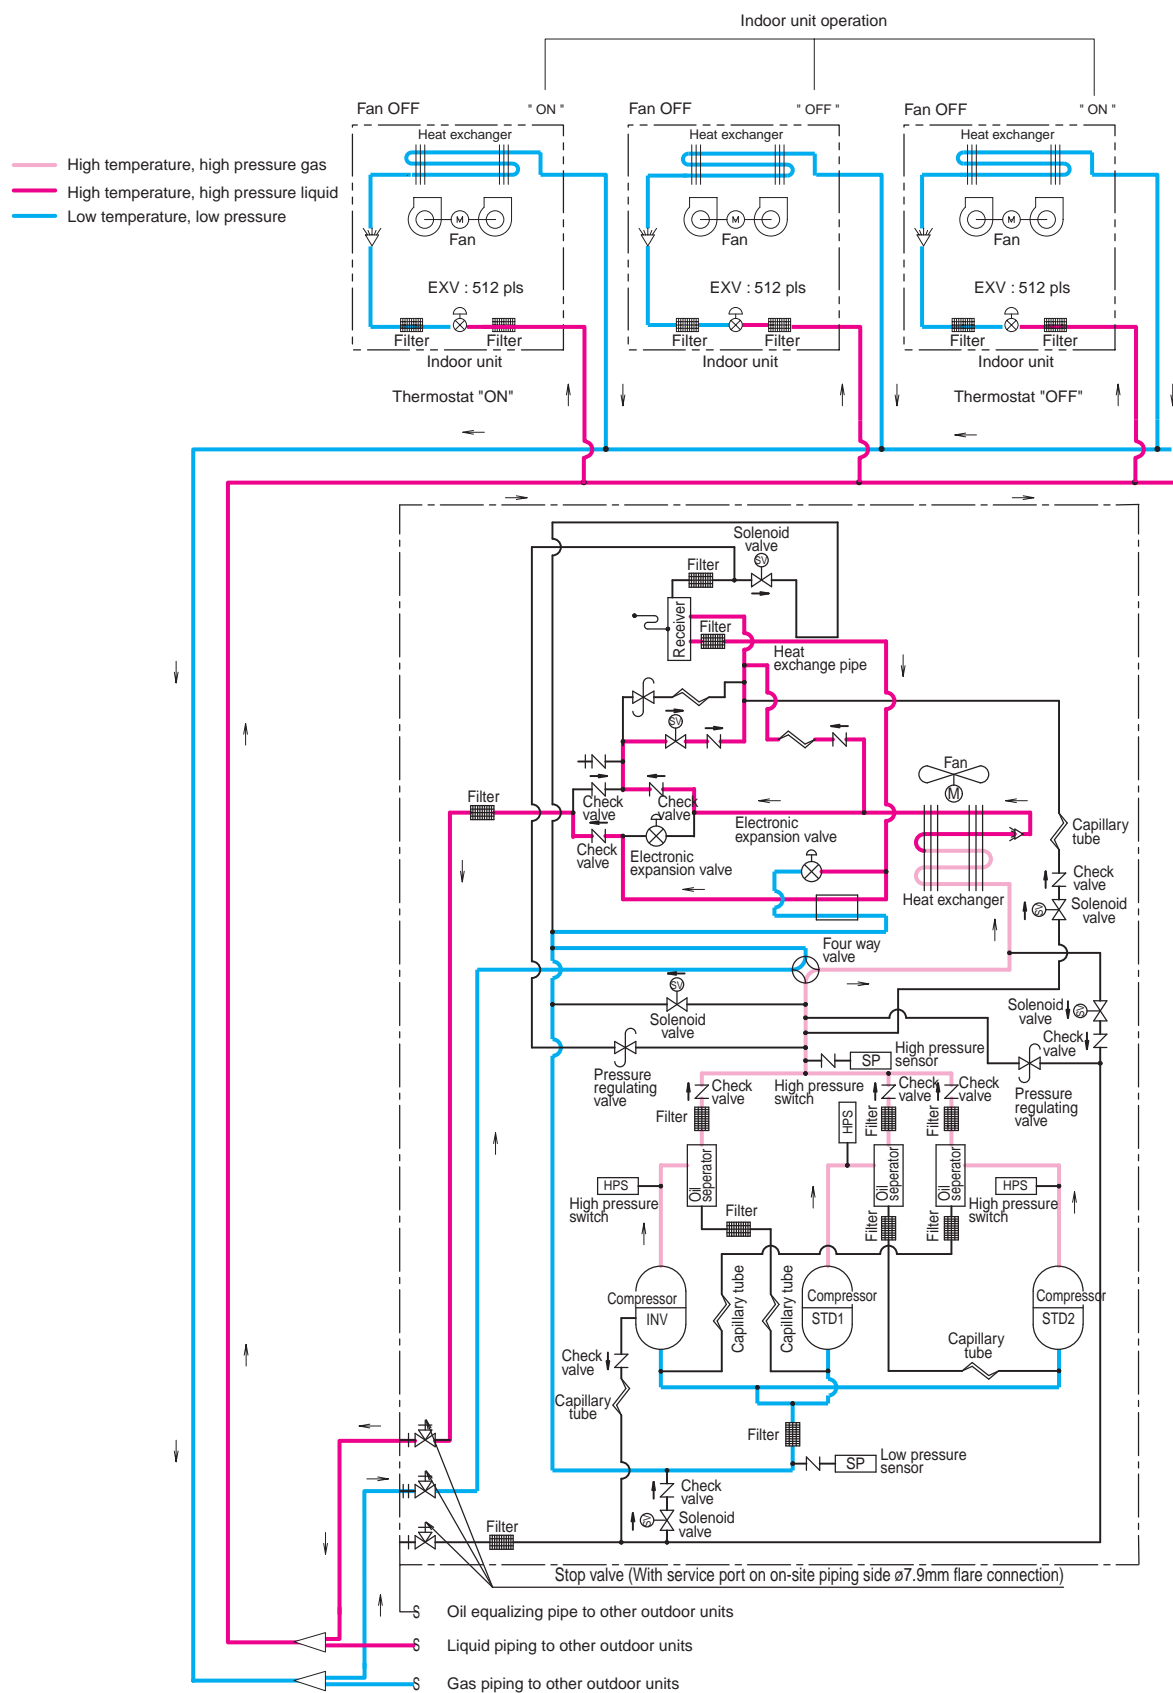 Indoor unit operation
Fan OFF
" ON "
Fan OFF
" OFF "
Fan OFF
" ON "
Heat exchanger
Heat exchanger
Heat exchanger
High temperature, high pressure gas
High temperature, high pressure liquid
Low temperature, low pressure
M
M
M
Fan
Fan
Fan
EXV : 512 pls
EXV : 512 pls
EXV : 512 pls
Filter
Filter
Filter
Filter
Filter
Filter
Indoor unit
Indoor unit
Indoor unit
Thermostat "ON"
Thermostat "OFF"
Solenoid
valve
SV
Filter
Receiver
Filter
Heat
exchange pipe
SV
Fan
M
Filter
Check
valve
Check
valve
Electronic
expansion valve
Capillary
tube
Check
valve
Electronic
expansion valve
Check
valve
Heat exchanger
Solenoid
valve
SV
Four way
valve
SV
Solenoid
valve
Solenoid
valve
SV
Check
valve
High pressure
sensor
SP
Pressure
regulating
valve
Check
valve
High pressure
switch
Check
valve
Check
valve
Pressure
regulating valve
valve
Filter
HPS
Filter
Filter
Oil
seperator
Oil
seperator
Oil
seperator
HPS
High pressure
switch
HPS
High pressure
switch
Filter
Filter
Filter
Compressor
INV
Capillary tube
Capillary tube
Compressor
STD1
Compressor
STD2
Capillary
tube
Check
valve
Capillary
tube
Filter
Low pressure
sensor
SP
Check
valve
Solenoid
valve
SV
Filter
Stop valve (With service port on on-site piping side ø7.9mm flare connection)
Oil equalizing pipe to other outdoor units
Liquid piping to other outdoor units
Gas piping to other outdoor units